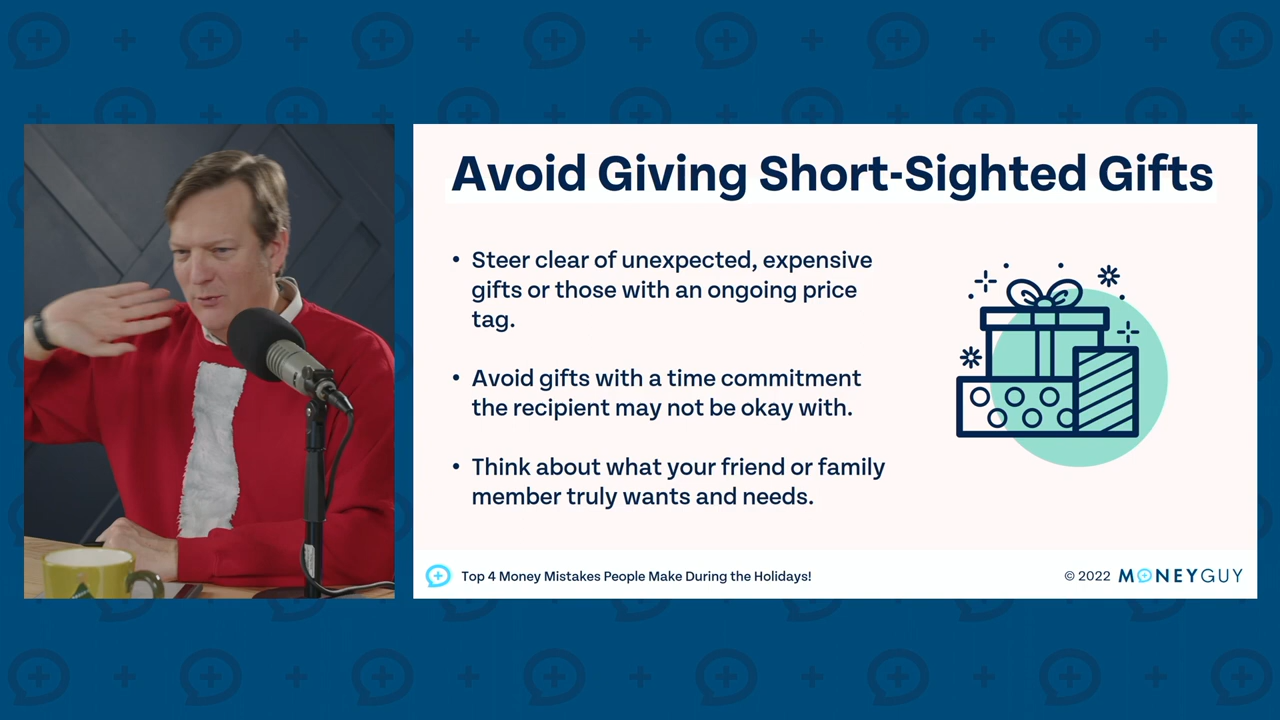 Avoid Giving Short-Sighted Gifts
• Steer clear of unexpected, expensive
gifts or those with an ongoing price
tag.
• Avoid gifts with a time commitment
the recipient may not be okay with.
• Think about what your friend or family
member truly wants and needs.
Top 4 Money Mistakes People Make During the Holidays!
© 2022 MONEYGUY